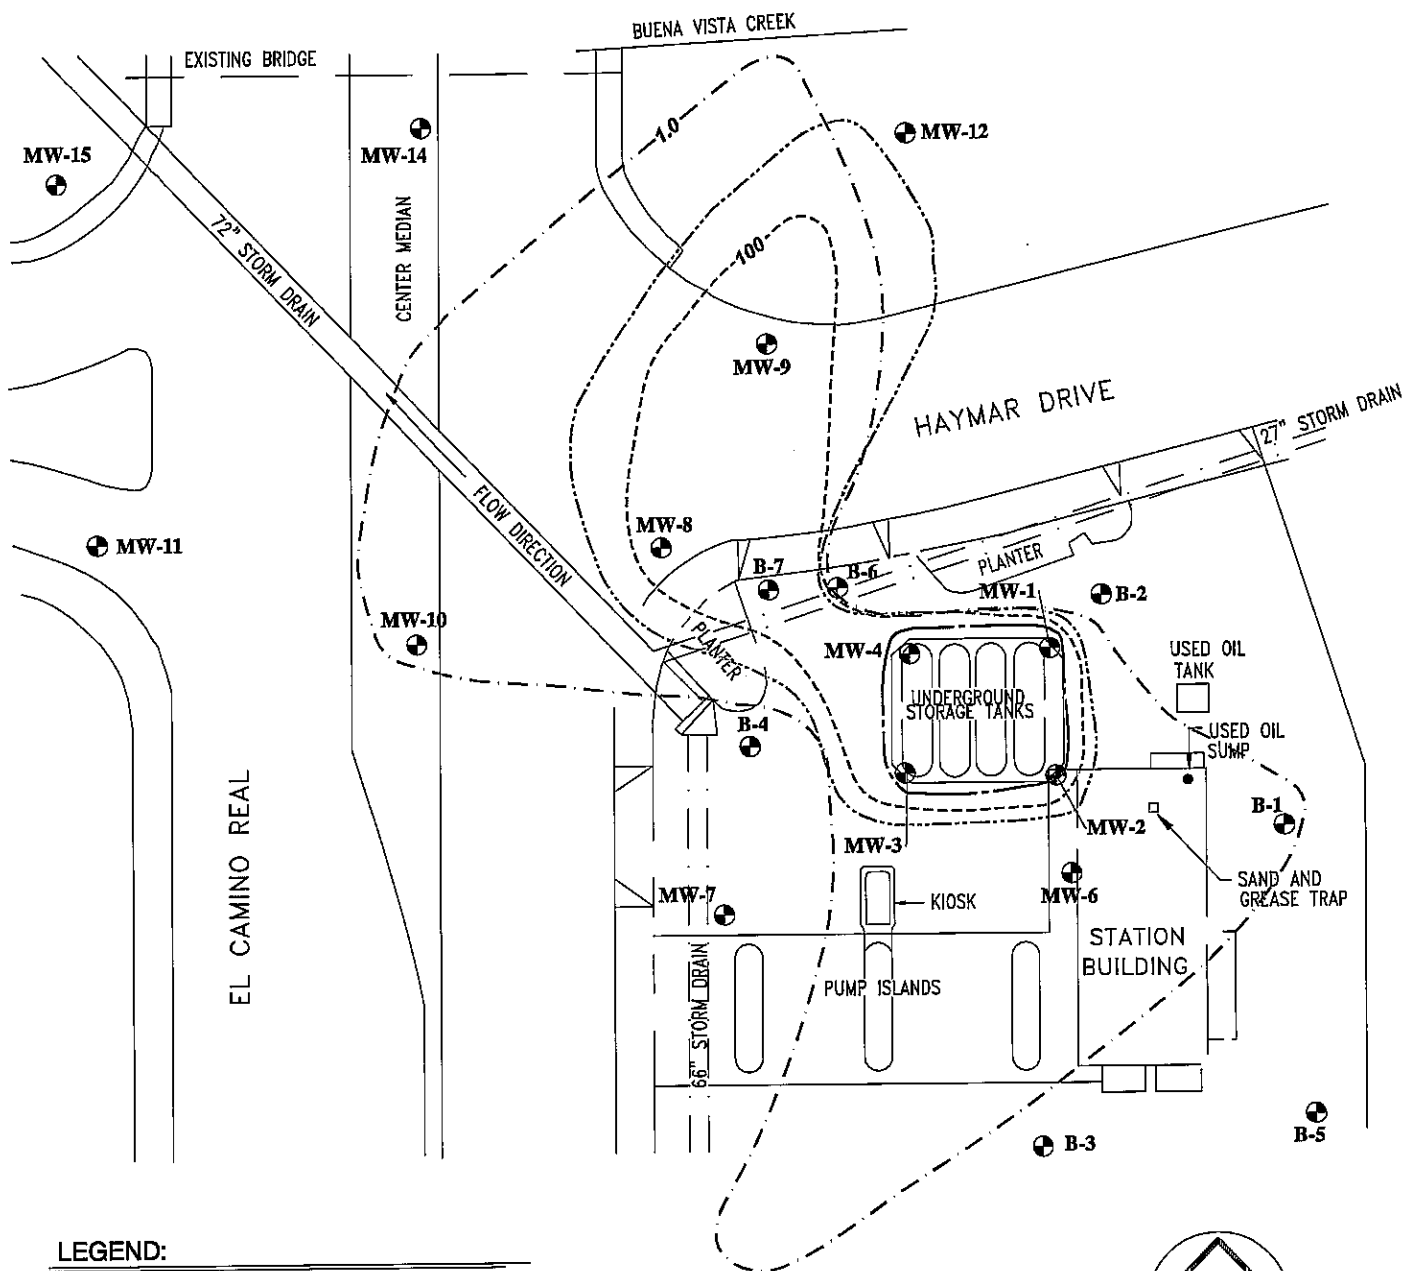 BUENA VISTA CREEK
EXISTING BRIDGE
1.0
MW-12
MW-15
MW-14
72" STORM DRAIN
CENTER MEDIAN
100
MW-9
HAYMAR DRIVE
27" STORM DRAIN
FLOW DIRECTION
MW-8
MW-11
B-7
B-6
PLANTER
MW-1
B-2
MW-10
PLANTER
MW-4
USED OIL
TANK
UNDERGROUND
STORAGE TANKS
B-4
USED OIL
SUMP
B-1
MW-2
MW-3
EL CAMINO REAL
MW-7
KIOSK
MW-6
SAND AND
GREASE TRAP
STATION
BUILDING
PUMP ISLANDS
66" STORM DRAIN
B-3
B-5
LEGEND: